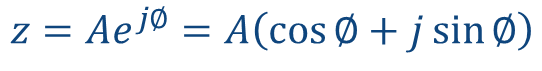 z = Ae^{j∅} = A(cos ∅ + j sin ∅)